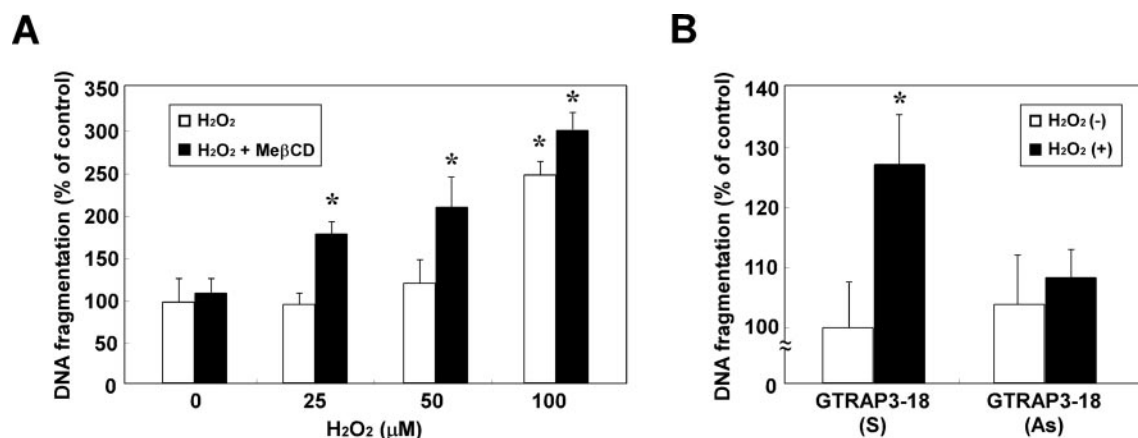 A
DNA fragmentation (% of control)
350
300
250
200
150
100
50
0
H₂O₂
H₂O₂ + MeβCD
*
*
*
*
0
25
50
100
H₂O₂ (μM)
B
DNA fragmentation (% of control)
140
130
120
110
100
0
H₂O₂ (-)
H₂O₂ (+)
*
GTRAP3-18
(S)
GTRAP3-18
(As)